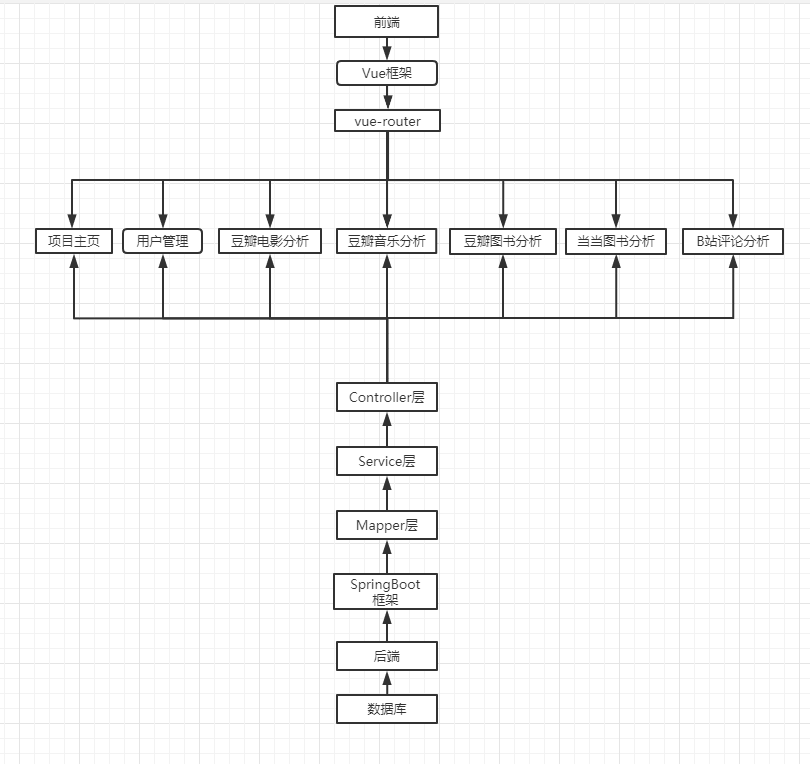 前端
Vue框架
vue-router
项目主页
用户管理
豆瓣电影分析
豆瓣音乐分析
豆瓣图书分析
当当图书分析
B站评论分析
Controller层
Service层
Mapper层
SpringBoot
框架
后端
数据库